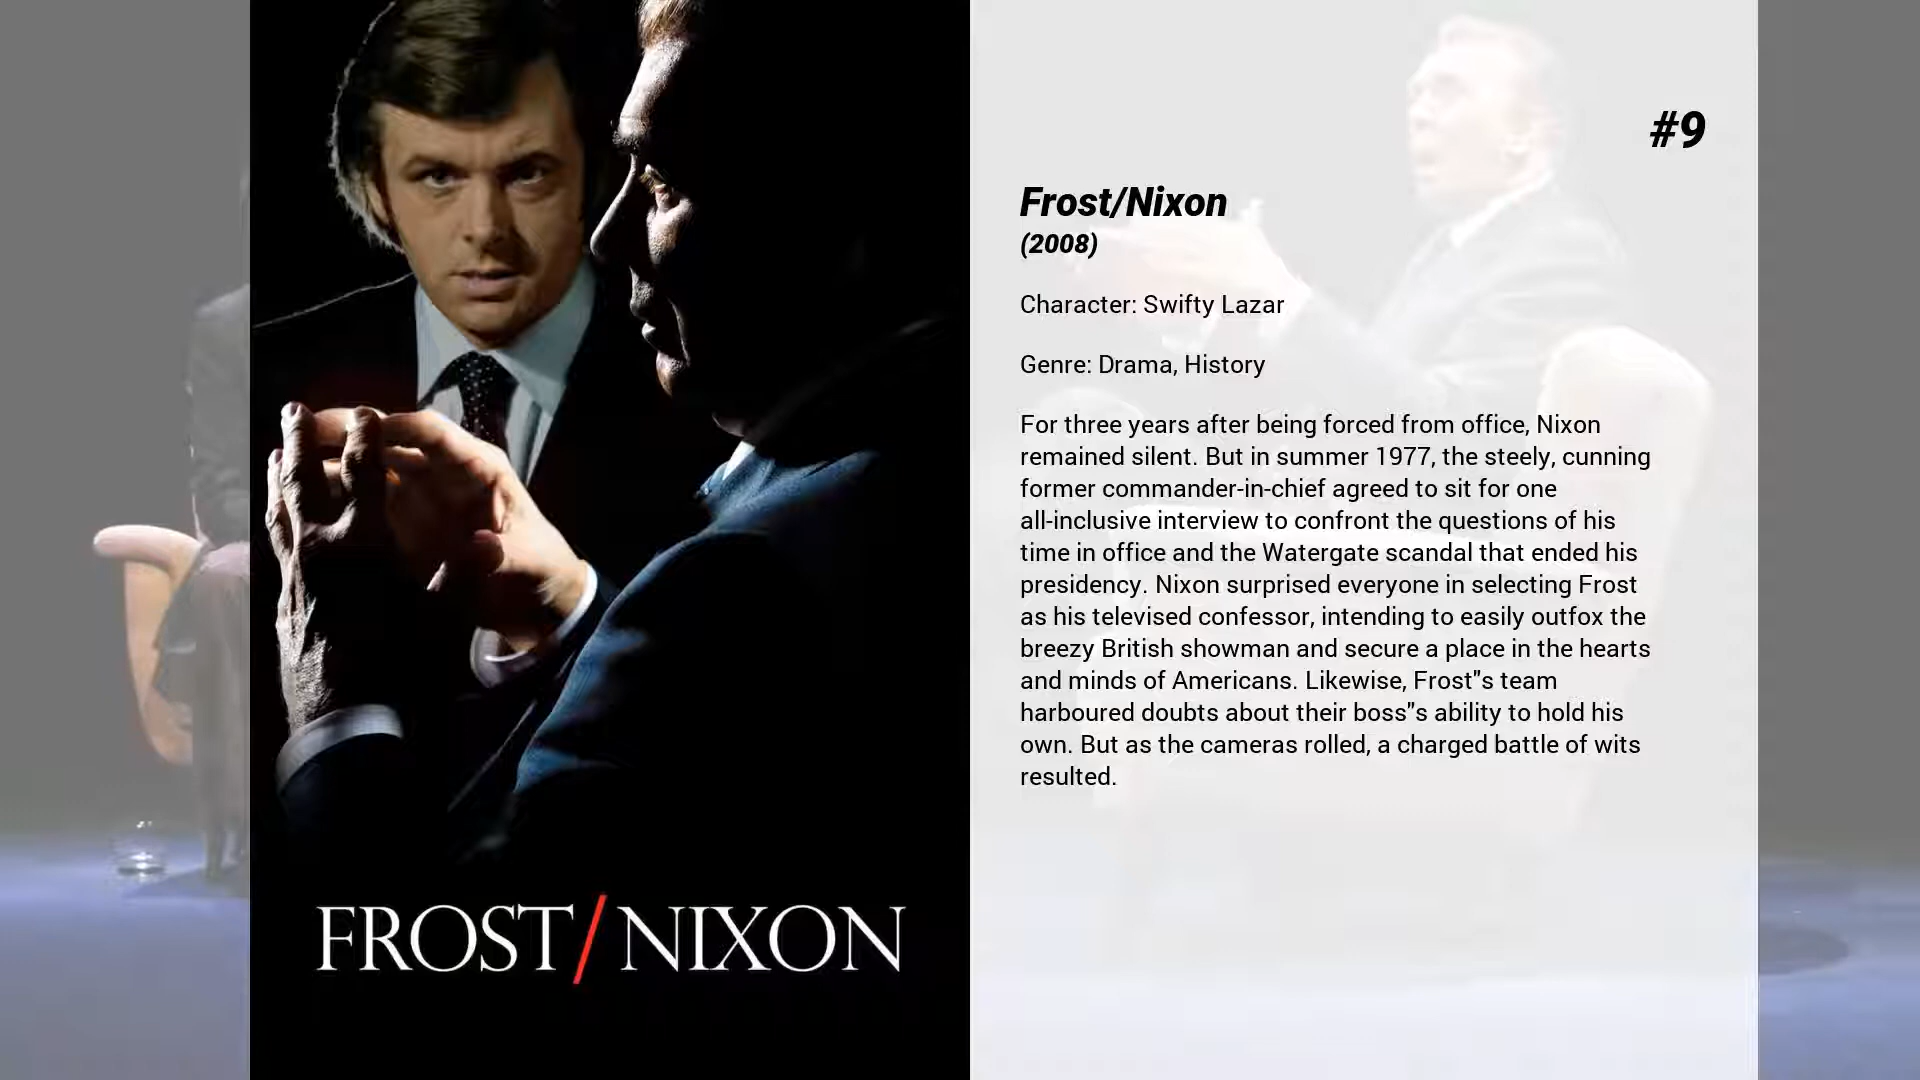 #9
Frost/Nixon
(2008)
Character: Swifty Lazar
Genre: Drama, History
For three years after being forced from office, Nixon
remained silent. But in summer 1977, the steely, cunning
former commander-in-chief agreed to sit for one
all-inclusive interview to confront the questions of his
time in office and the Watergate scandal that ended his
presidency. Nixon surprised everyone in selecting Frost
as his televised confessor, intending to easily outfox the
breezy British showman and secure a place in the hearts
and minds of Americans. Likewise, Frost"s team
harboured doubts about their boss"s ability to hold his
own. But as the cameras rolled, a charged battle of wits
resulted.
FROST/NIXON